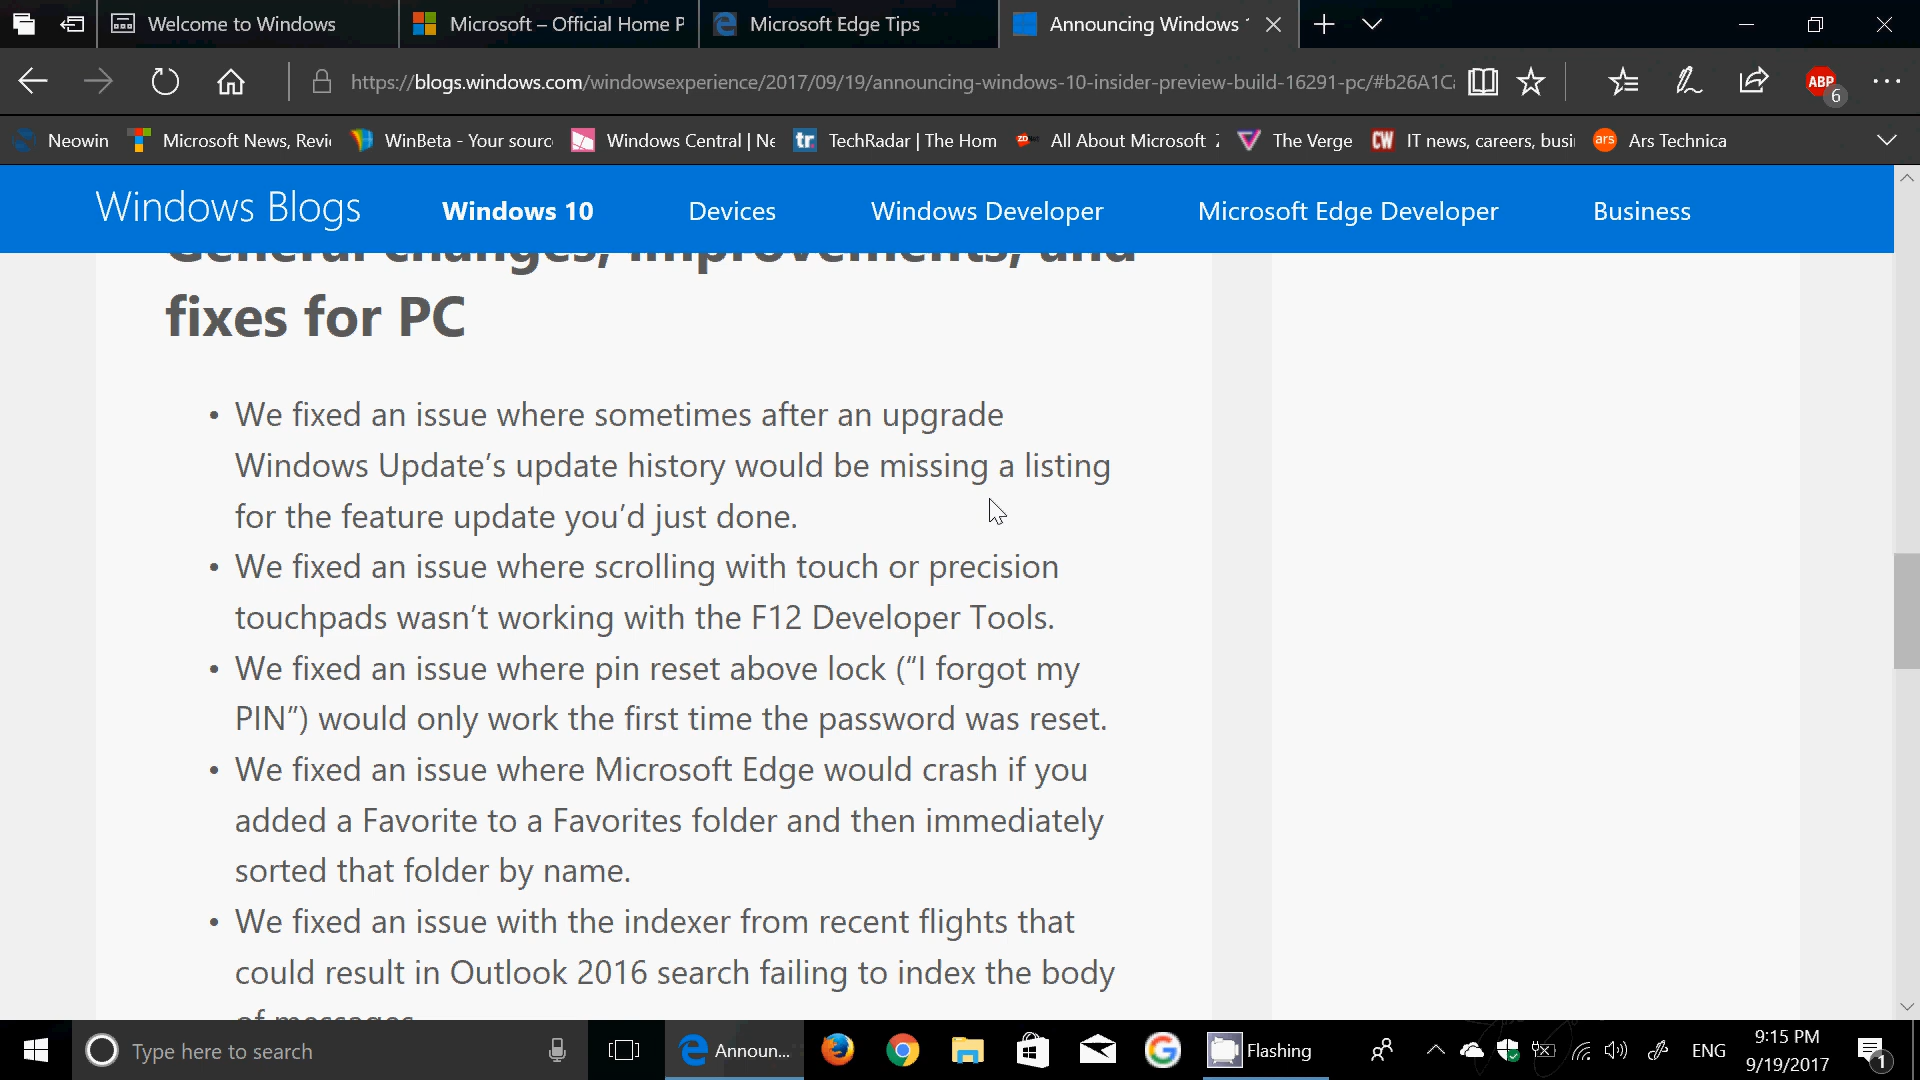 Welcome to Windows
Microsoft – Official Home P
Microsoft Edge Tips
Announcing Windows
https://blogs.windows.com/windowsexperience/2017/09/19/announcing-windows-10-insider-preview-build-16291-pc/#b26A1C
ABP
6
Neowin
Microsoft News, Revi
WinBeta - Your sourc
Windows Central | Ne
tr
TechRadar | The Hom
All About Microsoft
The Verge
CW
IT news, careers, busi
ars
Ars Technica
Windows Blogs
Windows 10
Devices
Windows Developer
Microsoft Edge Developer
Business
General changes, improvements, and
fixes for PC
• We fixed an issue where sometimes after an upgrade
Windows Update’s update history would be missing a listing
for the feature update you’d just done.
• We fixed an issue where scrolling with touch or precision
touchpads wasn’t working with the F12 Developer Tools.
• We fixed an issue where pin reset above lock (“I forgot my
PIN”) would only work the first time the password was reset.
• We fixed an issue where Microsoft Edge would crash if you
added a Favorite to a Favorites folder and then immediately
sorted that folder by name.
• We fixed an issue with the indexer from recent flights that
could result in Outlook 2016 search failing to index the body
of messages
Type here to search
Announ...
Flashing
ENG
9:15 PM
9/19/2017
1